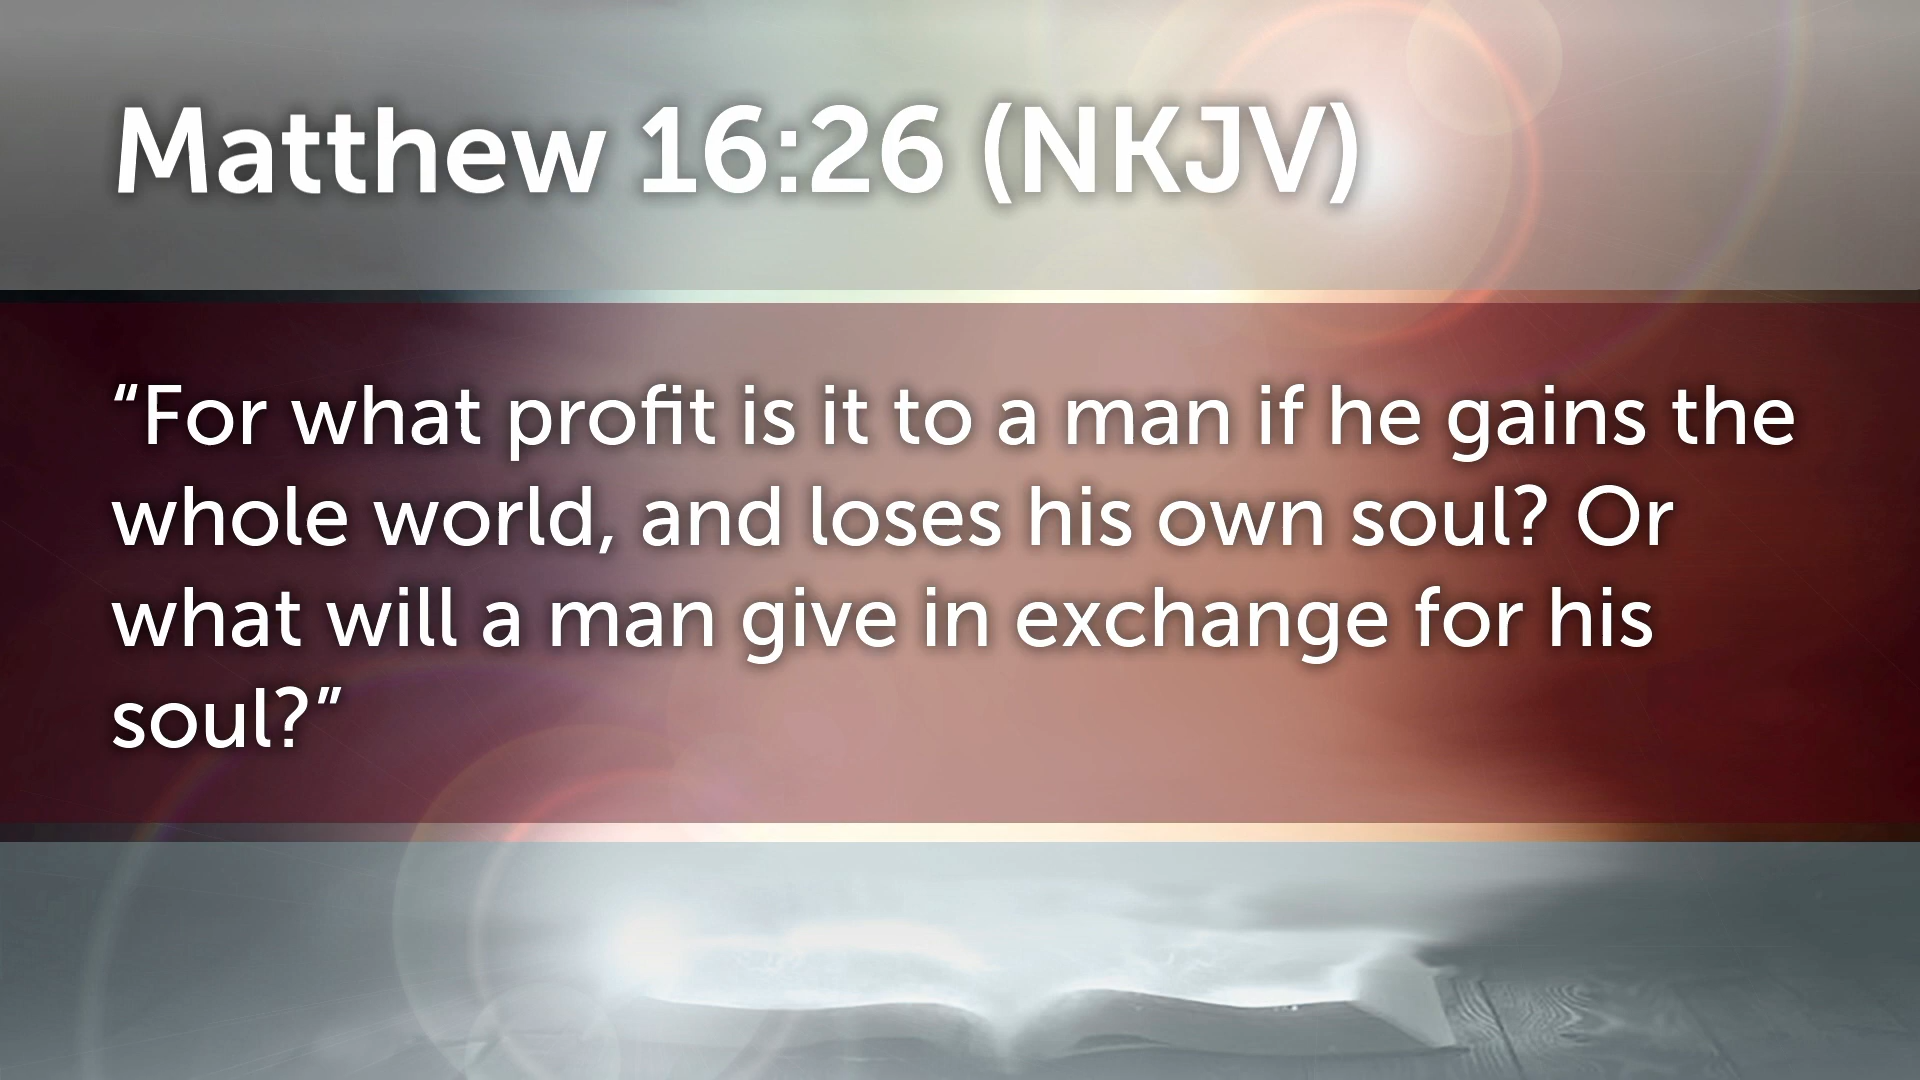 Matthew 16:26 (NKJV)
“For what profit is it to a man if he gains the
whole world, and loses his own soul? Or
what will a man give in exchange for his
soul?”